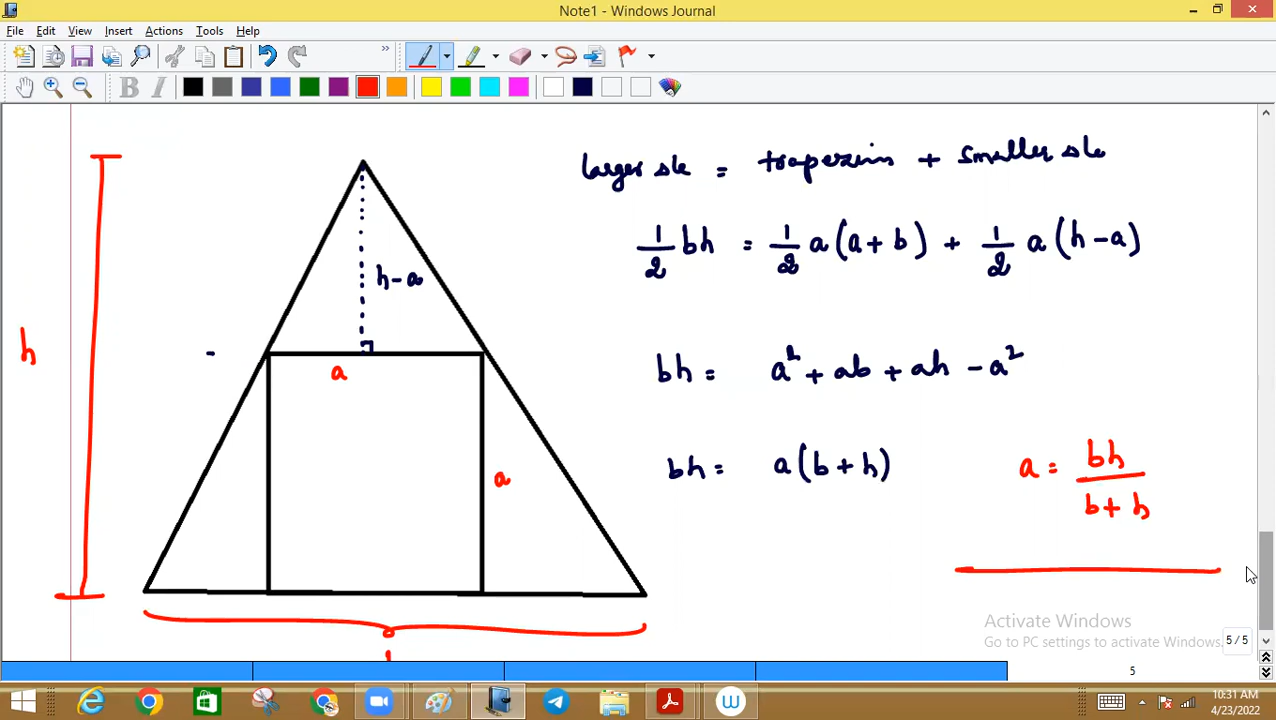 Note1 - Windows Journal
File Edit View Insert Actions Tools Help
B I U
larger sle = trapezium + smaller sle
1/2 bh = 1/2 a(a+b) + 1/2 a(h-a)
h-a
h
a
bh = a² + ab + ah - a²
bh = a(b+h)
a = bh/b+h
a
Activate Windows
Go to PC settings to activate Windows.
5 / 5
5
W
10:31 AM
4/23/2022